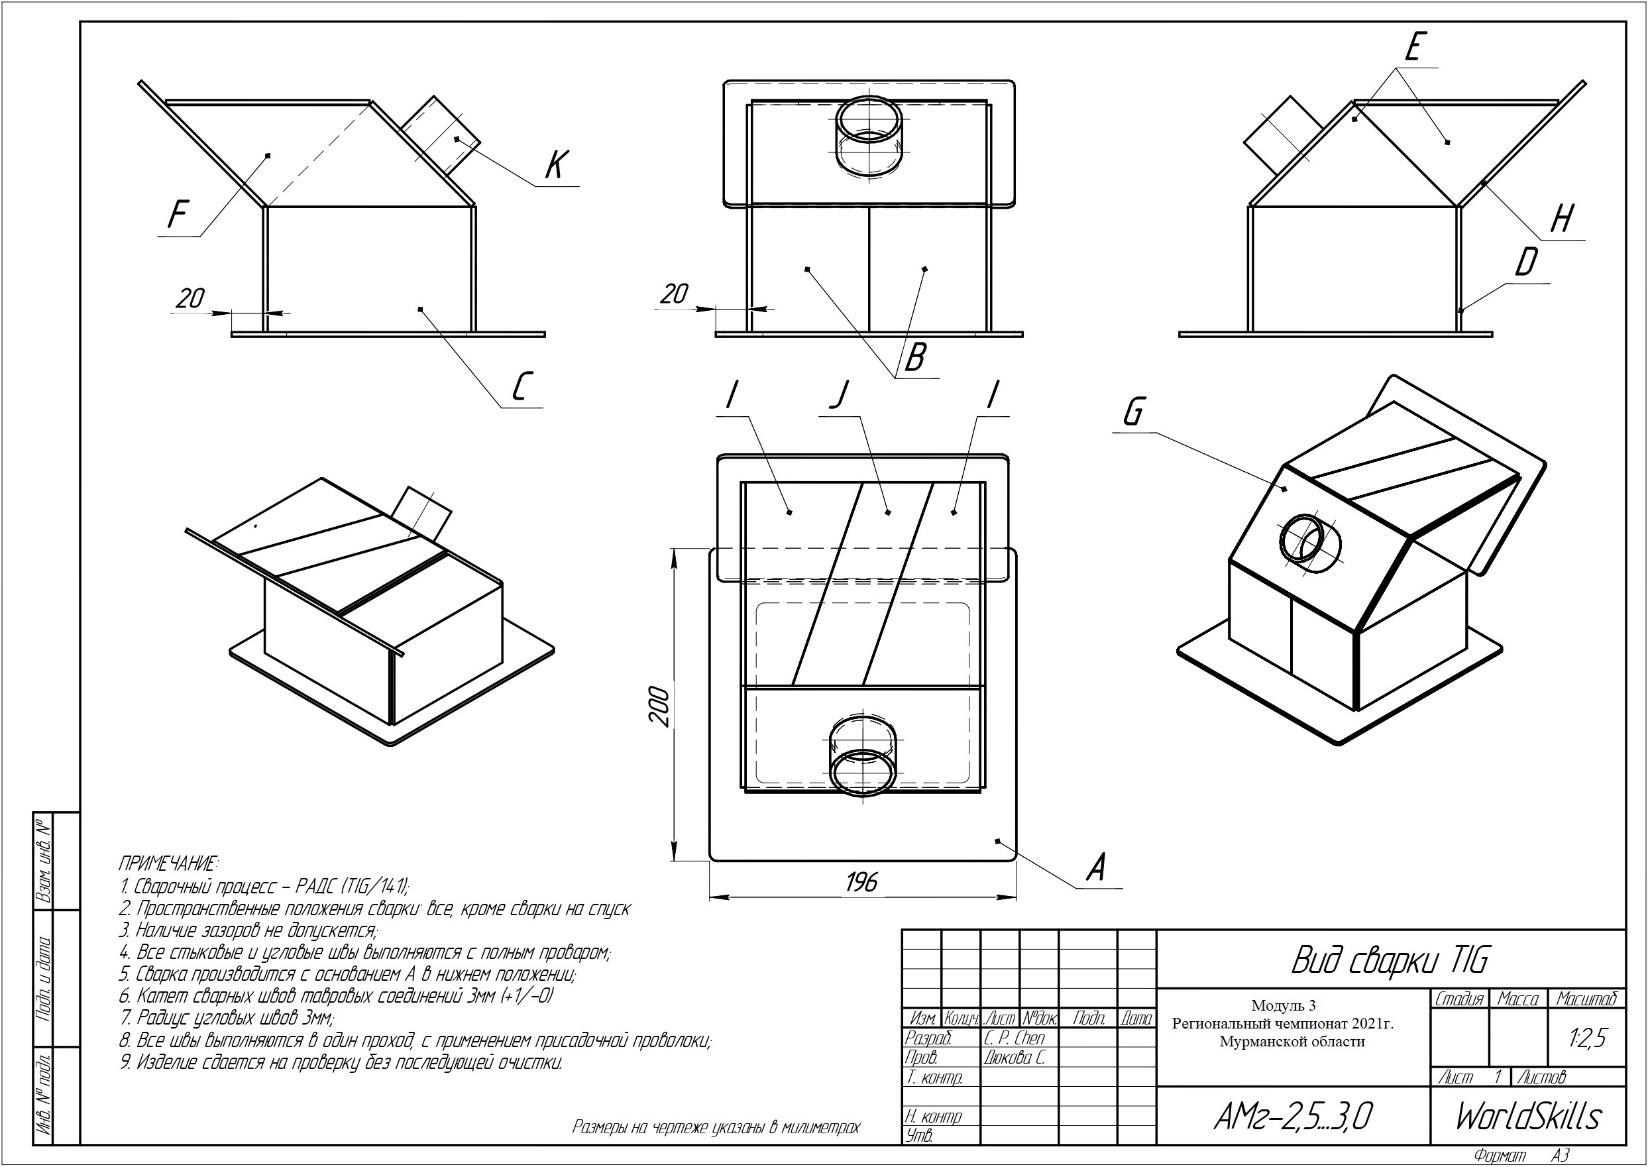 E
K
F
H
D
20
20
B
C
I
J
I
G
200
196
A
ПРИМЕЧАНИЕ:
1. Сварочный процесс – РАДС (TIG/141);
2. Пространственные положения сварки: все, кроме сварки на спуск
3. Наличие зазоров не допускется;
4. Все стыковые и угловые швы выполняются с полным проваром;
5. Сварка производится с основанием А в нижнем положении;
6. Катет сварных швов тавровых соединений 3мм (+1/-0)
7. Радиус угловых швов 3мм;
8. Все швы выполняются в один проход, с применением присадочной проволоки;
9. Изделие сдается на проверку без последующей очистки.
Размеры на чертеже указаны в милиметрах
Взам. инв. №
Подп. и дата
Инв. № подл.
Изм. Кол.уч. Лист №док. Подп. Дата
Разраб. C. P. Chen
Пров. Дюкова С.
Т. контр.
Н. контр
Утв.
Вид сварки TIG
Модуль 3
Региональный чемпионат 2021г.
Мурманской области
Стадия Масса Масштаб
1:2,5
Лист 1 Листов
АМг-2,5...3,0
WorldSkills
Формат А3